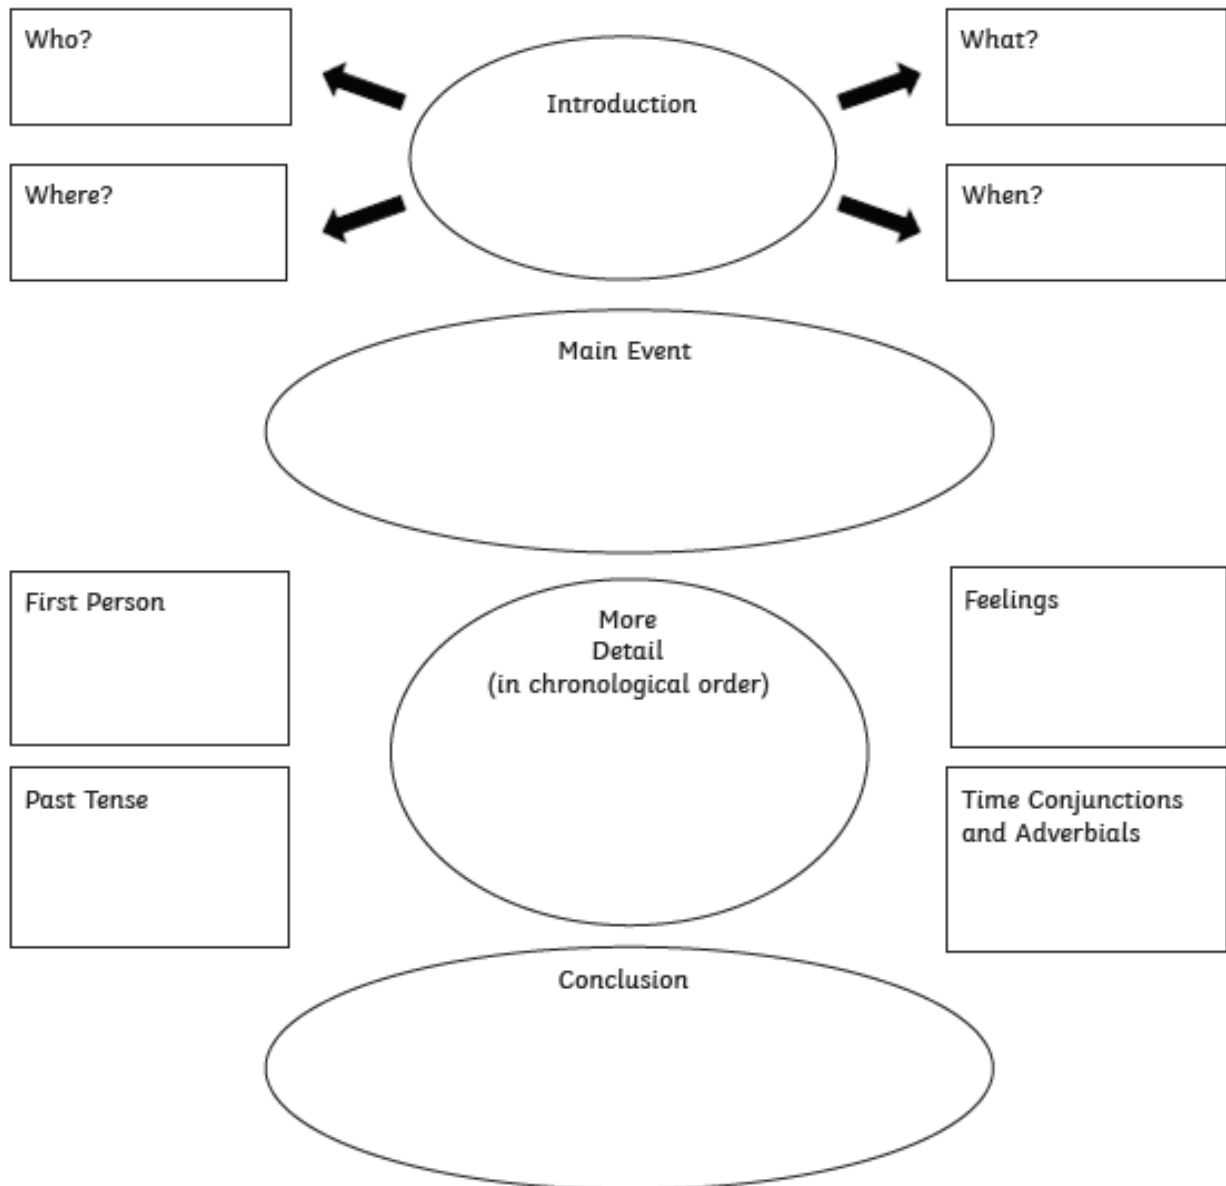 Who?
Introduction
What?
Where?
When?
Main Event
First Person
More
Detail
(in chronological order)
Feelings
Past Tense
Time Conjunctions
and Adverbials
Conclusion